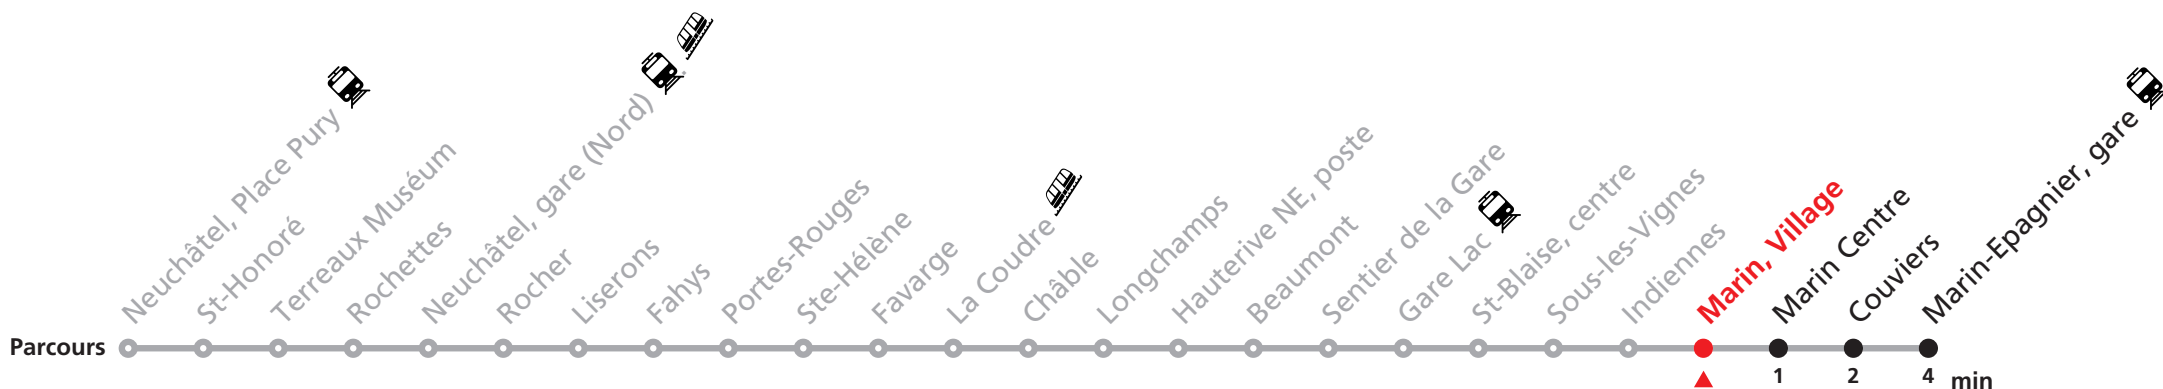 Parcours
Neuchâtel, Place Pury
St-Honoré
Terreaux Muséum
Rochettes
Neuchâtel, gare (Nord)
Rocher
Liserons
Fahys
Portes-Rouges
Ste-Hélène
Favarge
La Coudre
Châble
Longchamps
Hauterive NE, poste
Beaumont
Sentier de la Gare
Gare Lac
St-Blaise, centre
Sous-les-Vignes
Indiennes
Marin, Village
Marin Centre
Couviers
Marin-Epagnier, gare
1 2 4 min